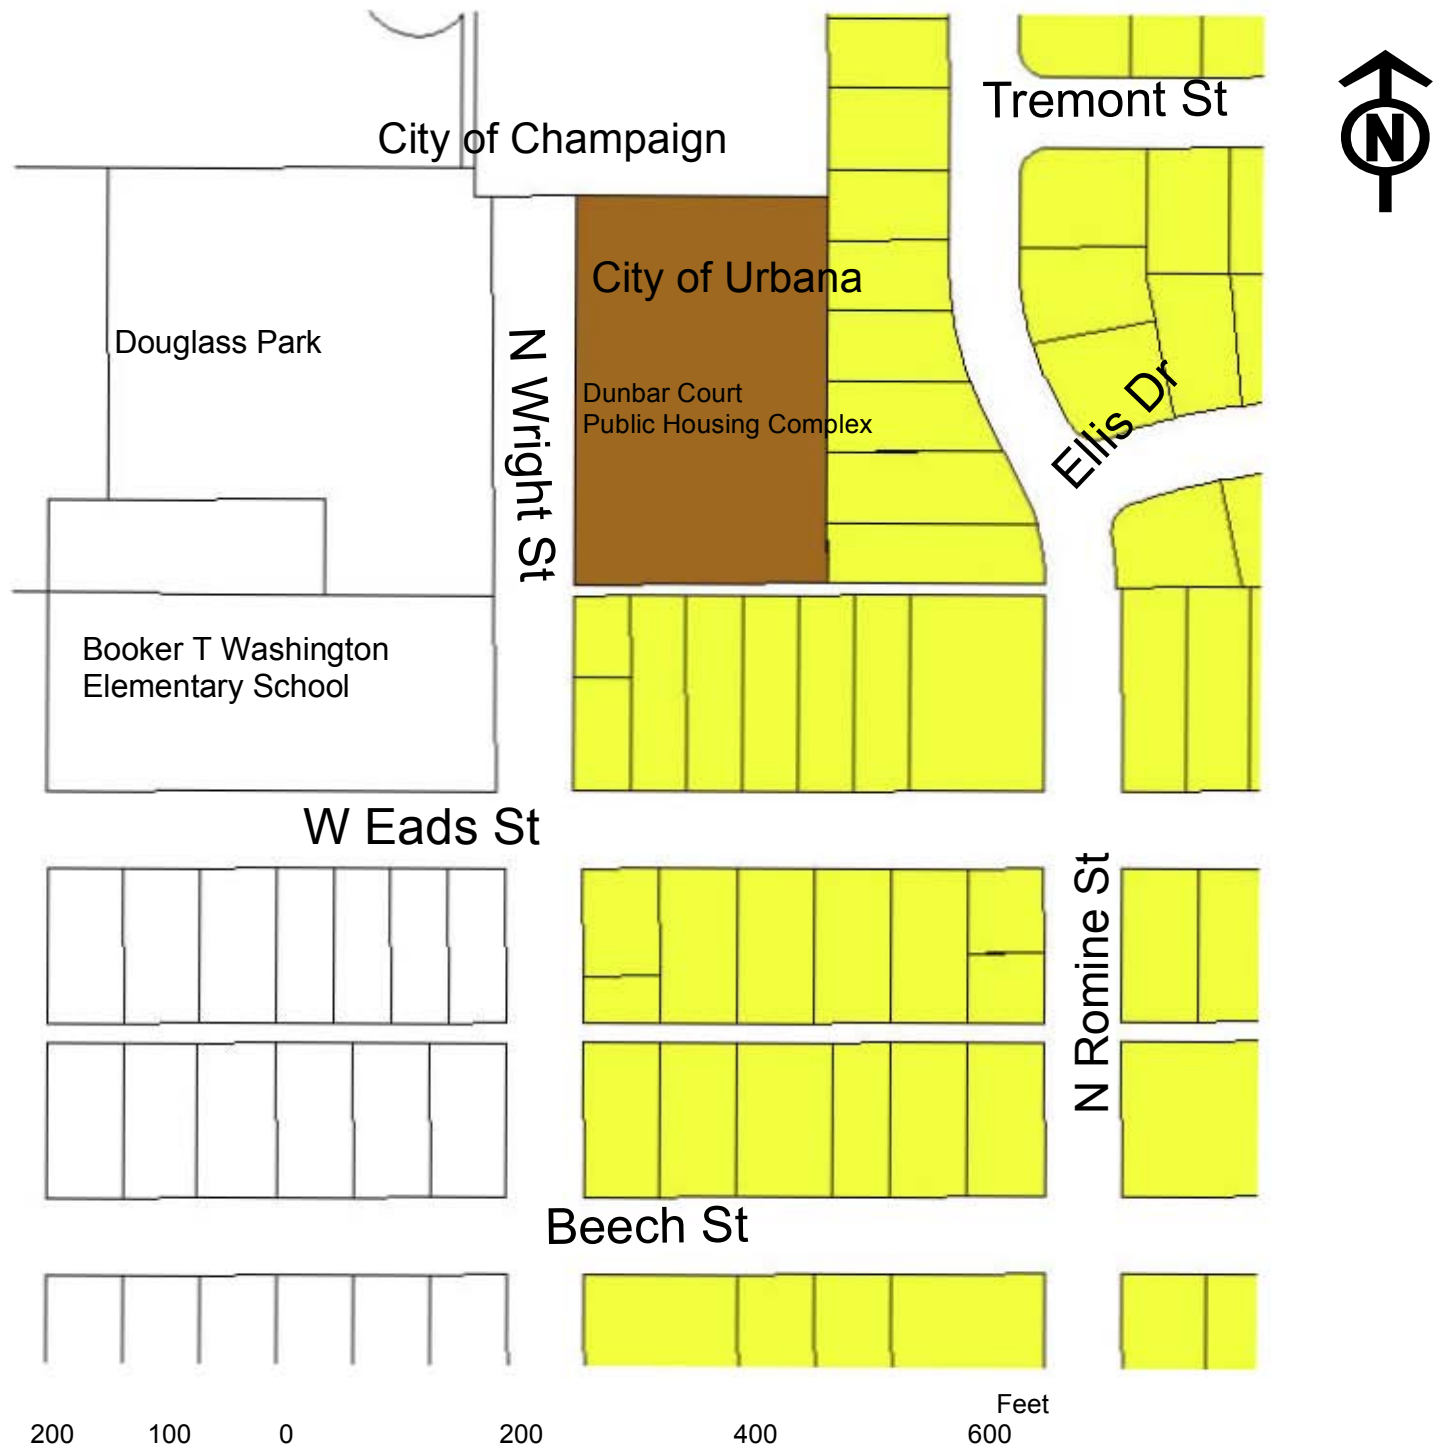 Tremont St
City of Champaign
N
City of Urbana
Douglass Park
N Wright St
Dunbar Court
Public Housing Complex
Ellis Dr
Booker T Washington
Elementary School
W Eads St
N Romine St
Beech St
Feet
200 100 0 200 400 600